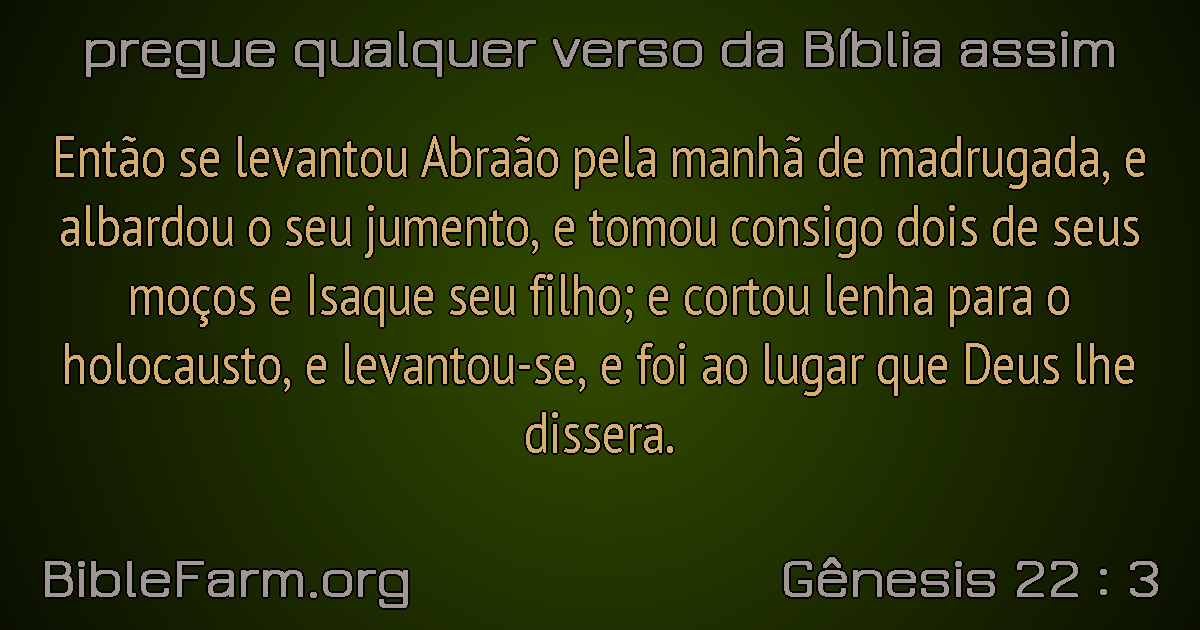 pregue qualquer verso da Bíblia assim
Então se levantou Abraão pela manhã de madrugada, e
albardou o seu jumento, e tomou consigo dois de seus
moços e Isaque seu filho; e cortou lenha para o
holocausto, e levantou-se, e foi ao lugar que Deus lhe
dissera.
BibleFarm.org
Gênesis 22 : 3